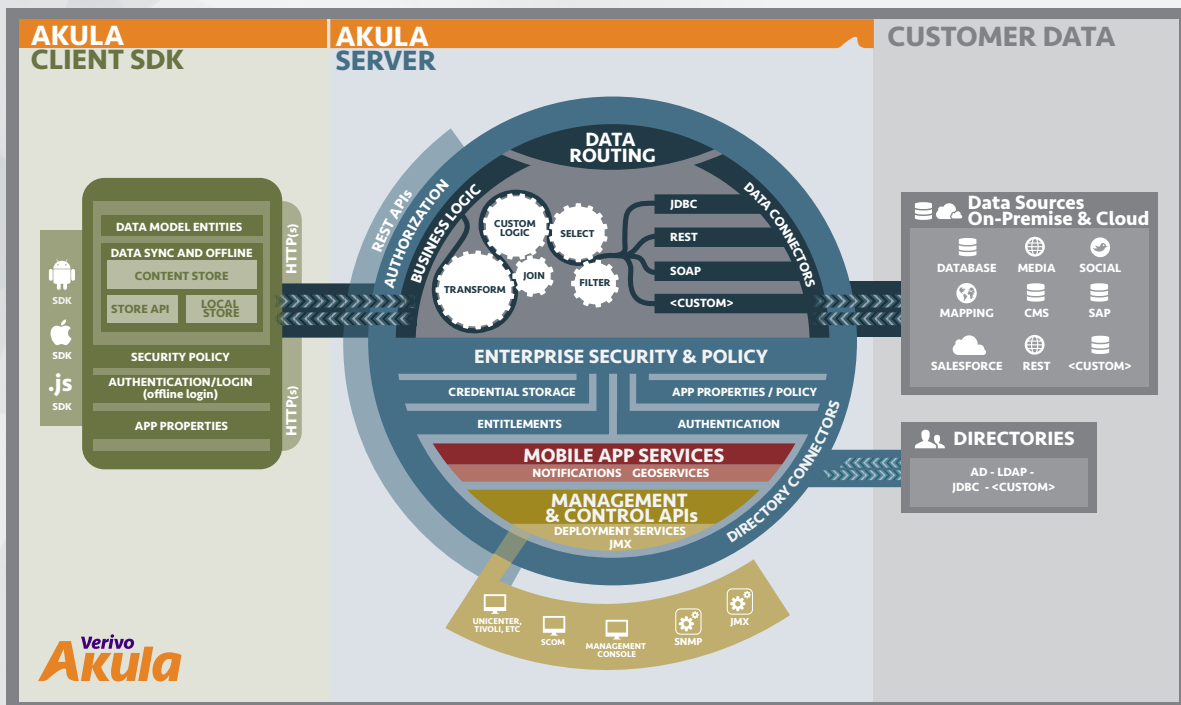 AKULA
CLIENT SDK
AKULA
SERVER
CUSTOMER DATA
SDK
SDK
.js
SDK
DATA MODEL ENTITIES
DATA SYNC AND OFFLINE
CONTENT STORE
STORE API
LOCAL
STORE
SECURITY POLICY
AUTHENTICATION/LOGIN
(offline login)
APP PROPERTIES
HTTP(s)
HTTP(s)
REST APIs
AUTHORIZATION
BUSINESS LOGIC
DATA
ROUTING
DATA CONNECTORS
CUSTOM
LOGIC
SELECT
JOIN
TRANSFORM
FILTER
JDBC
REST
SOAP
<CUSTOM>
ENTERPRISE SECURITY & POLICY
CREDENTIAL STORAGE
APP PROPERTIES / POLICY
ENTITLEMENTS
AUTHENTICATION
MOBILE APP SERVICES
NOTIFICATIONS GEOSERVICES
MANAGEMENT
& CONTROL APIs
DEPLOYMENT SERVICES
JMX
DIRECTORY CONNECTORS
UNICENTER,
TIVOLI, ETC
SCOM
MANAGEMENT
CONSOLE
SNMP
JMX
Data Sources
On-Premise & Cloud
DATABASE
MEDIA
SOCIAL
MAPPING
CMS
SAP
SALESFORCE
REST
<CUSTOM>
DIRECTORIES
AD - LDAP -
JDBC - <CUSTOM>
Verivo
Akula